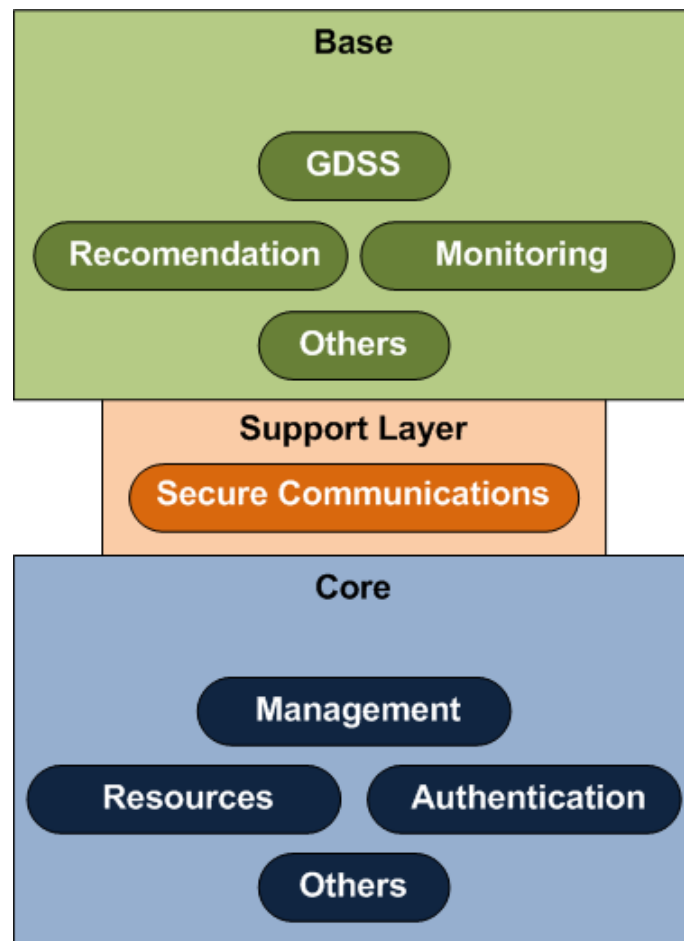 Base
GDSS
Recomendation
Monitoring
Others
Support Layer
Secure Communications
Core
Management
Resources
Authentication
Others